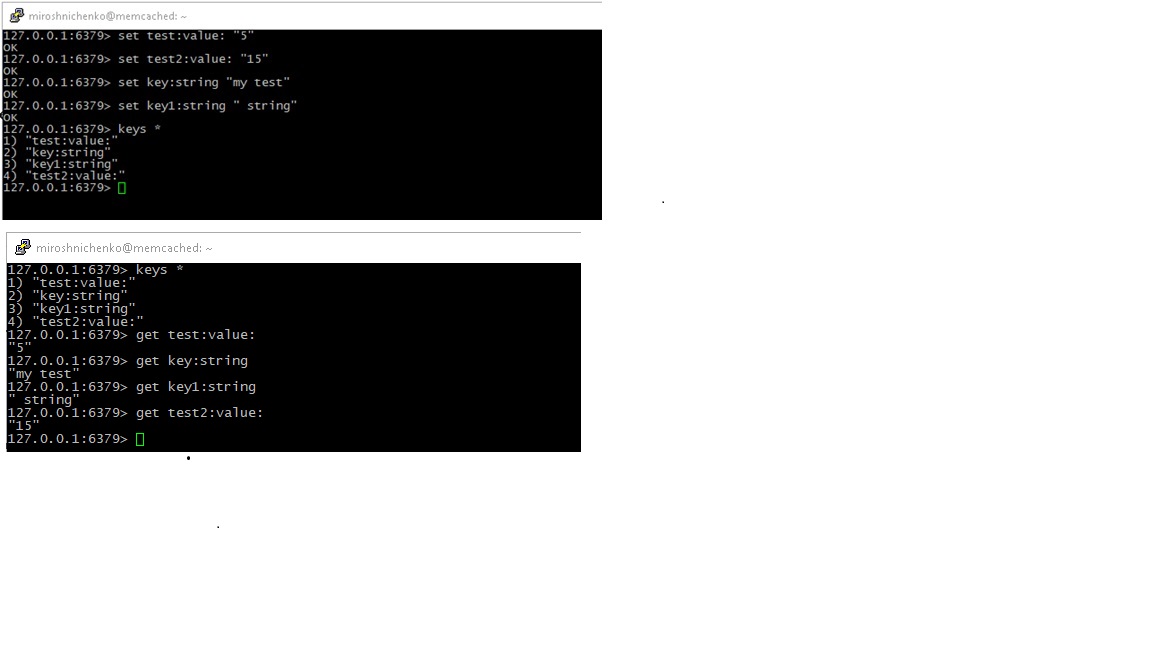 miroshnichenko@memcached: ~
127.0.0.1:6379> set test:value: "5"
OK
127.0.0.1:6379> set test2:value: "15"
OK
127.0.0.1:6379> set key:string "my test"
OK
127.0.0.1:6379> set key1:string " string"
OK
127.0.0.1:6379> keys *
1) "test:value:"
2) "key:string"
3) "key1:string"
4) "test2:value:"
127.0.0.1:6379>
miroshnichenko@memcached: ~
127.0.0.1:6379> keys *
1) "test:value:"
2) "key:string"
3) "key1:string"
4) "test2:value:"
127.0.0.1:6379> get test:value:
"5"
127.0.0.1:6379> get key:string
"my test"
127.0.0.1:6379> get key1:string
" string"
127.0.0.1:6379> get test2:value:
"15"
127.0.0.1:6379>